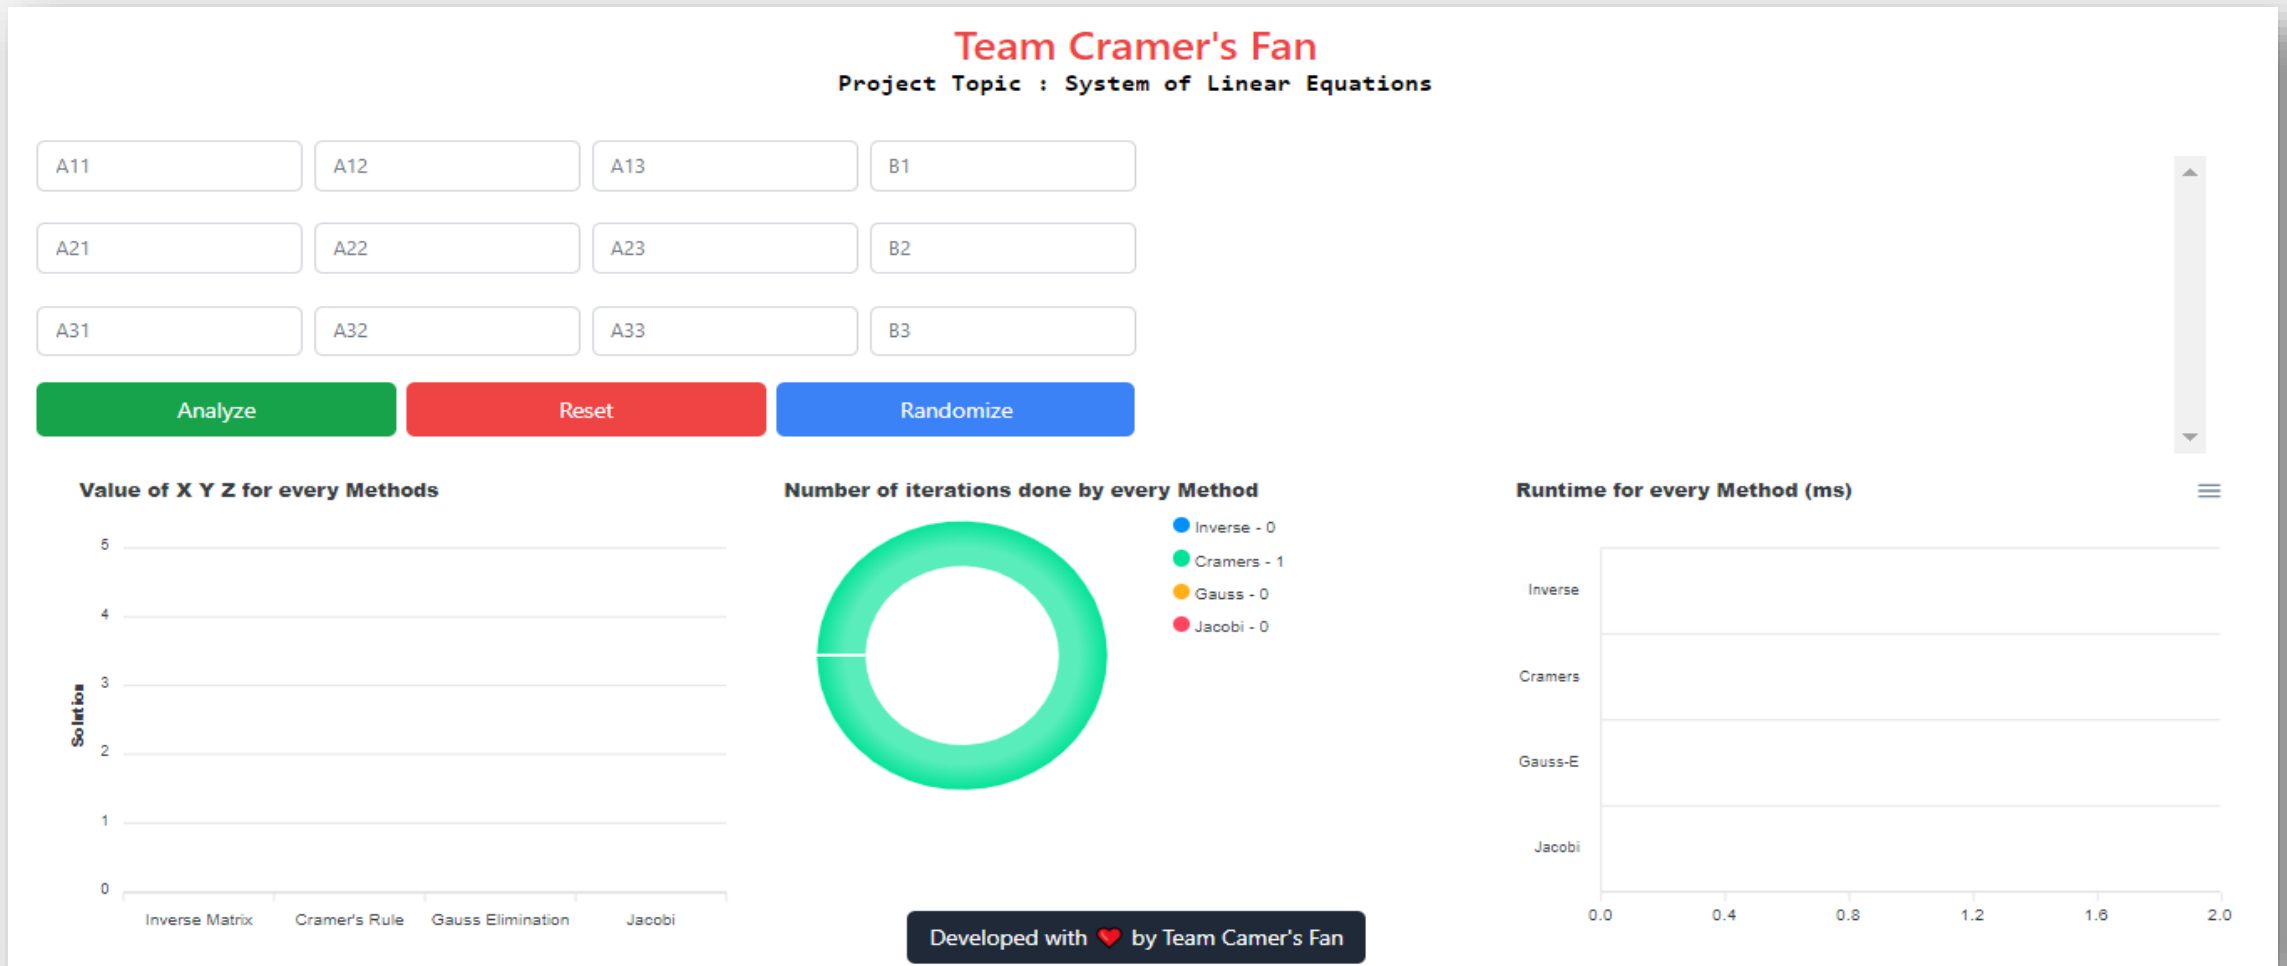 Team Cramer's Fan
Project Topic : System of Linear Equations
A11 A12 A13 B1
A21 A22 A23 B2
A31 A32 A33 B3
Analyze Reset Randomize
Value of X Y Z for every Methods
5
4
3
2
1
0
Solution
Inverse Matrix Cramer's Rule Gauss Elimination Jacobi
Number of iterations done by every Method
Inverse - 0
Cramers - 1
Gauss - 0
Jacobi - 0
Runtime for every Method (ms)
Inverse
Cramers
Gauss-E
Jacobi
0.0 0.4 0.8 1.2 1.6 2.0
Developed with ❤ by Team Camer's Fan